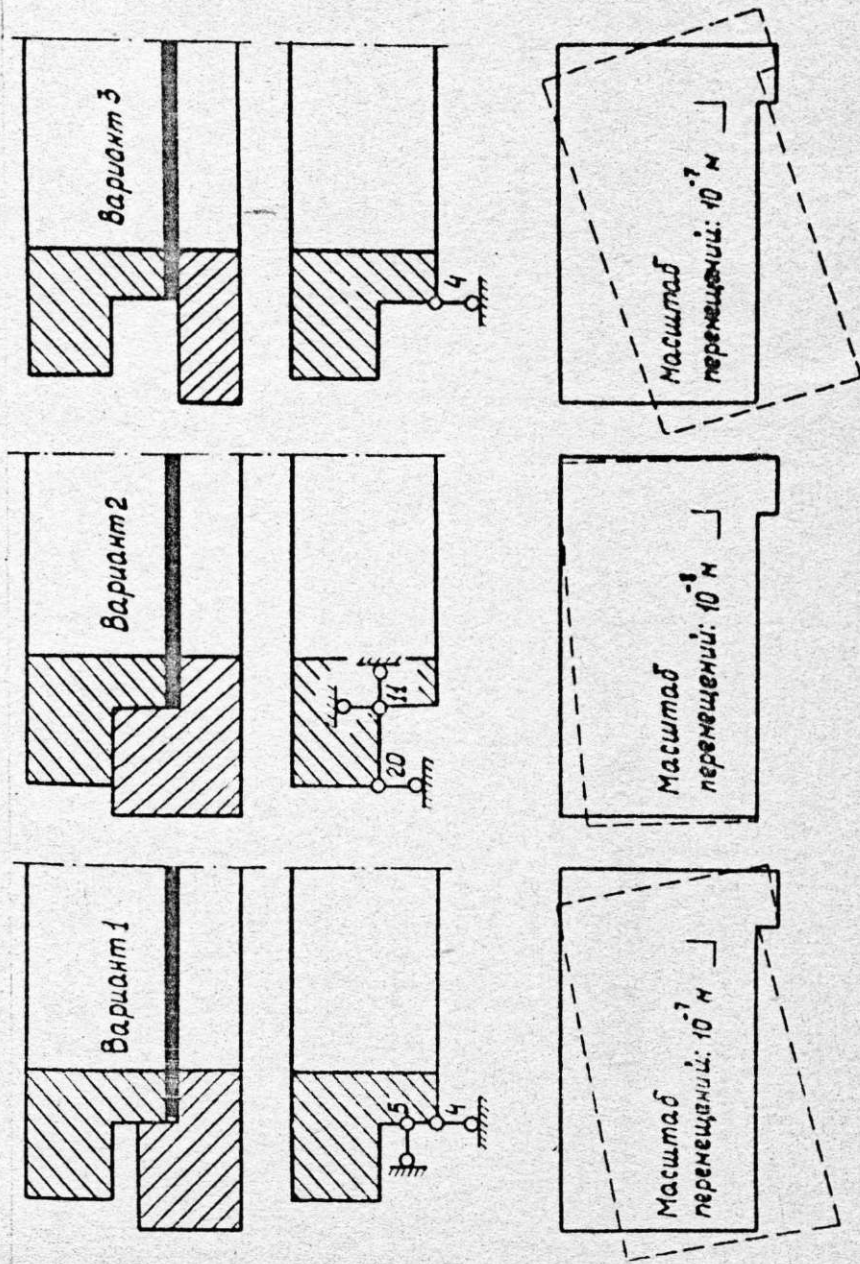 Вариант 1
Вариант 2
Вариант 3
5
4
20
11
4
Масштаб
перемещений: 10⁻⁷ м
Масштаб
перемещений: 10⁻⁸ м
Масштаб
перемещений: 10⁻⁷ м